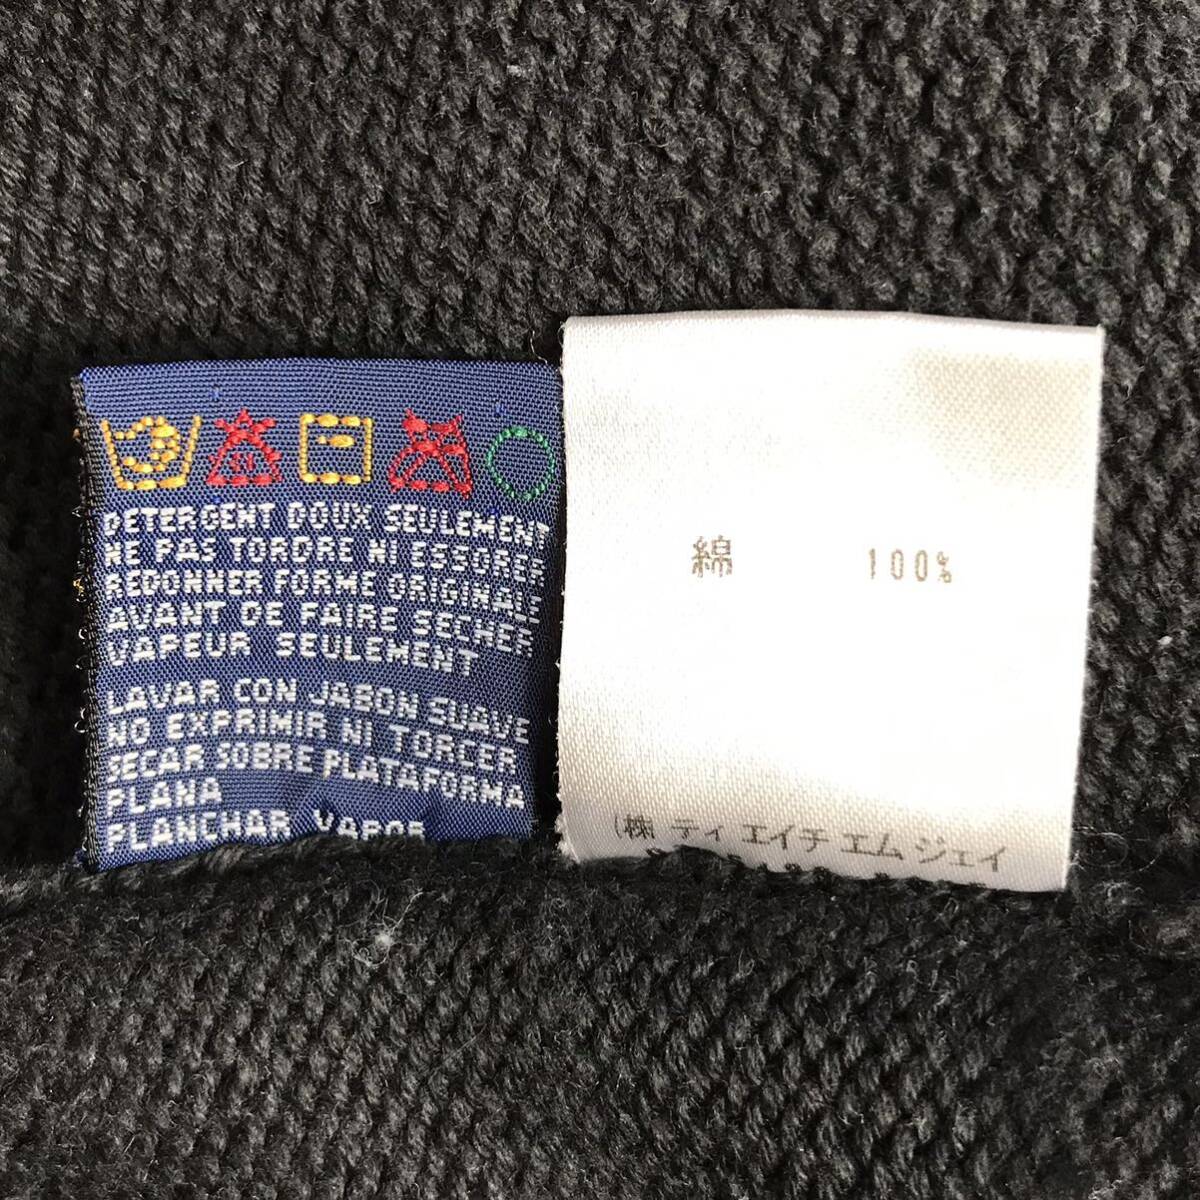 DETERGENT DOUX SEULEMENT
NE PAS TORDRE NI ESSORER
REDONNER FORME ORIGINALE
AVANT DE FAIRE SECHER
VAPEUR SEULEMENT
LAVAR CON JABON SUAVE
NO EXPRIMIR NI TORCER
SECAR SOBRE PLATAFORMA
PLANA
PLANCHAR VAPOR
綿 100%
(株) ティ エイチ エム ジェイ